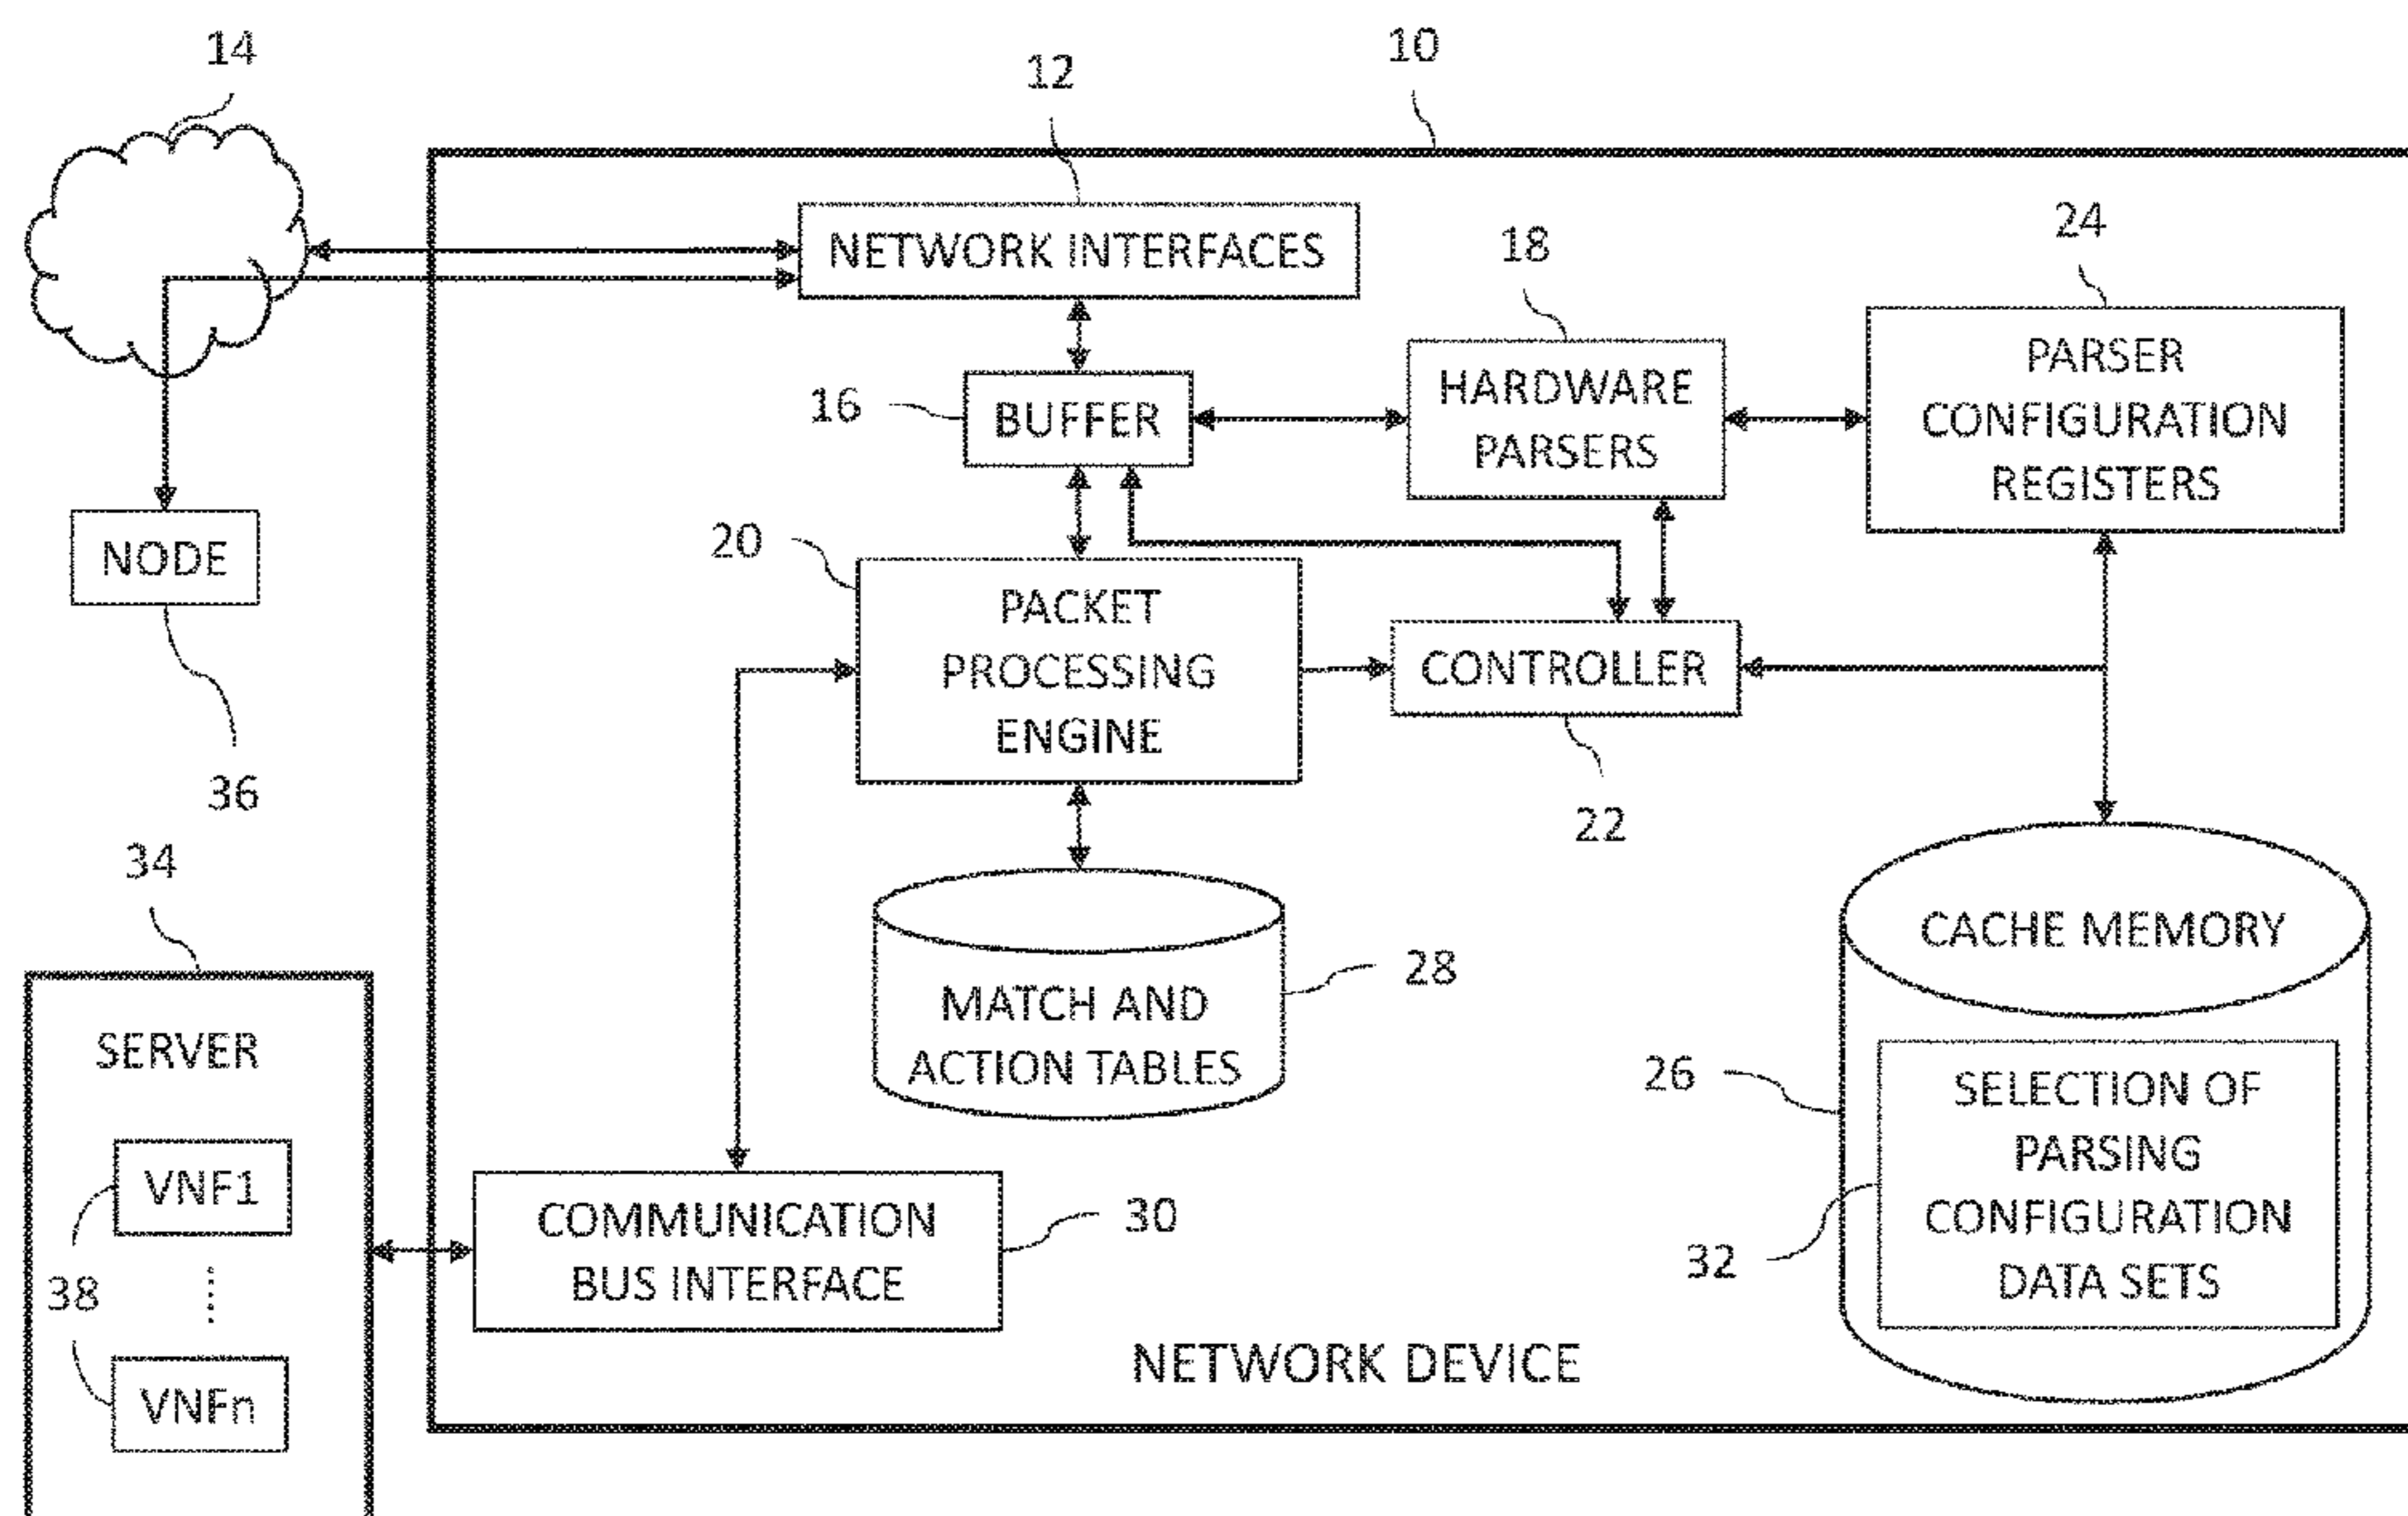 14
12
10
NETWORK INTERFACES
18
24
16
BUFFER
HARDWARE
PARSERS
PARSER
CONFIGURATION
REGISTERS
NODE
36
20
PACKET
PROCESSING
ENGINE
CONTROLLER
22
34
SERVER
VNF1
38
VNFn
MATCH AND
ACTION TABLES
28
CACHE MEMORY
26
SELECTION OF
PARSING
CONFIGURATION
DATA SETS
32
COMMUNICATION
BUS INTERFACE
30
NETWORK DEVICE